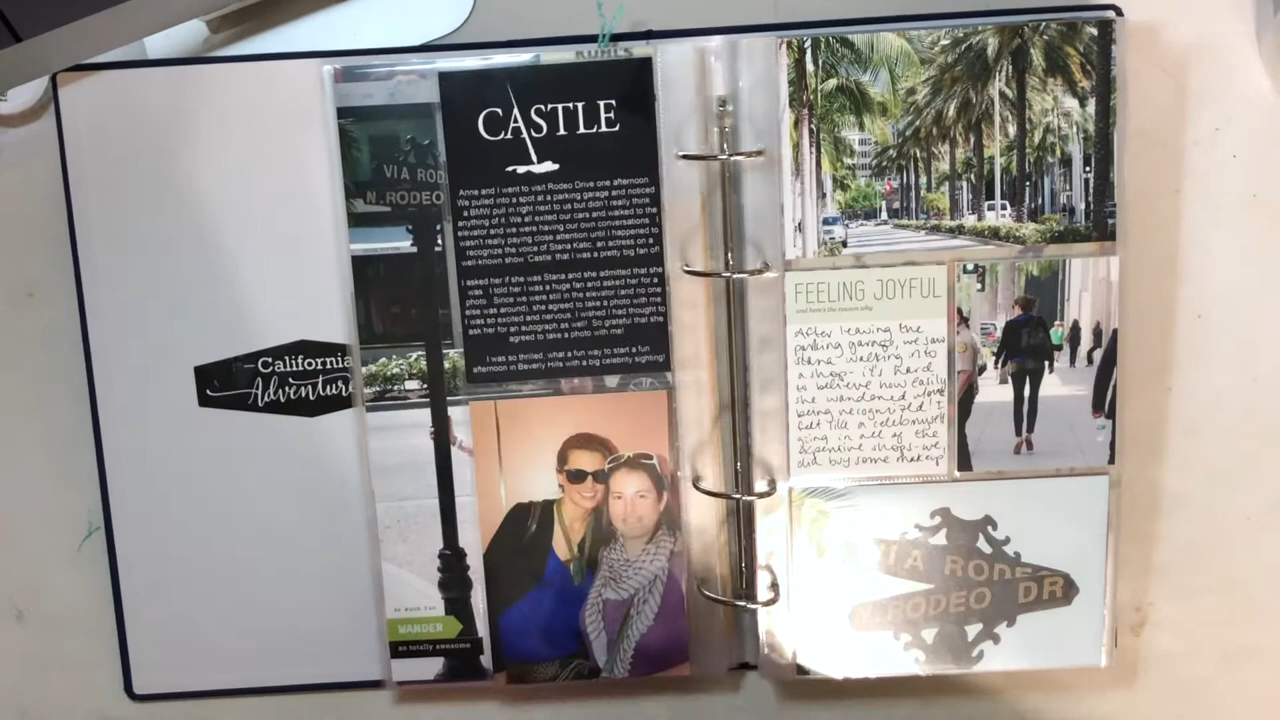 KOHL'S
California
Adventure
VIA ROD
N.RODEO
CASTLE
Anne and I went to visit Rodeo Drive one afternoon.
We pulled into a spot at a parking garage and noticed
a BMW pull in right next to us but didn't really think
anything of it. We all exited our cars and walked to the
elevator and we were having our own conversations. I
wasn't really paying close attention until I happened to
recognize the voice of Stana Katic, an actress on a
well-known show 'Castle' that I was a pretty big fan of!
I asked her if she was Stana and she admitted that she
was. I told her I was a huge fan and asked her for a
photo. Since we were still in the elevator (and no one
else was around), she agreed to take a photo with me.
I was so excited and nervous, I wished I had thought to
ask her for an autograph as well! So grateful that she
agreed to take a photo with me!
I was so thrilled, what a fun way to start a fun
afternoon in Beverly Hills with a big celebrity sighting!
WANDER
so totally awesome
FEELING JOYFUL
and here's the reason why
After leaving the
parking garage, we saw
Stana walking into
a shop - it's hard
to believe how easily
she wandered w/out
being recognized! I
felt like a celeb myself
going in all of the
expensive shops - we
did buy some makeup!
VIA RODEO
N.RODEO DR